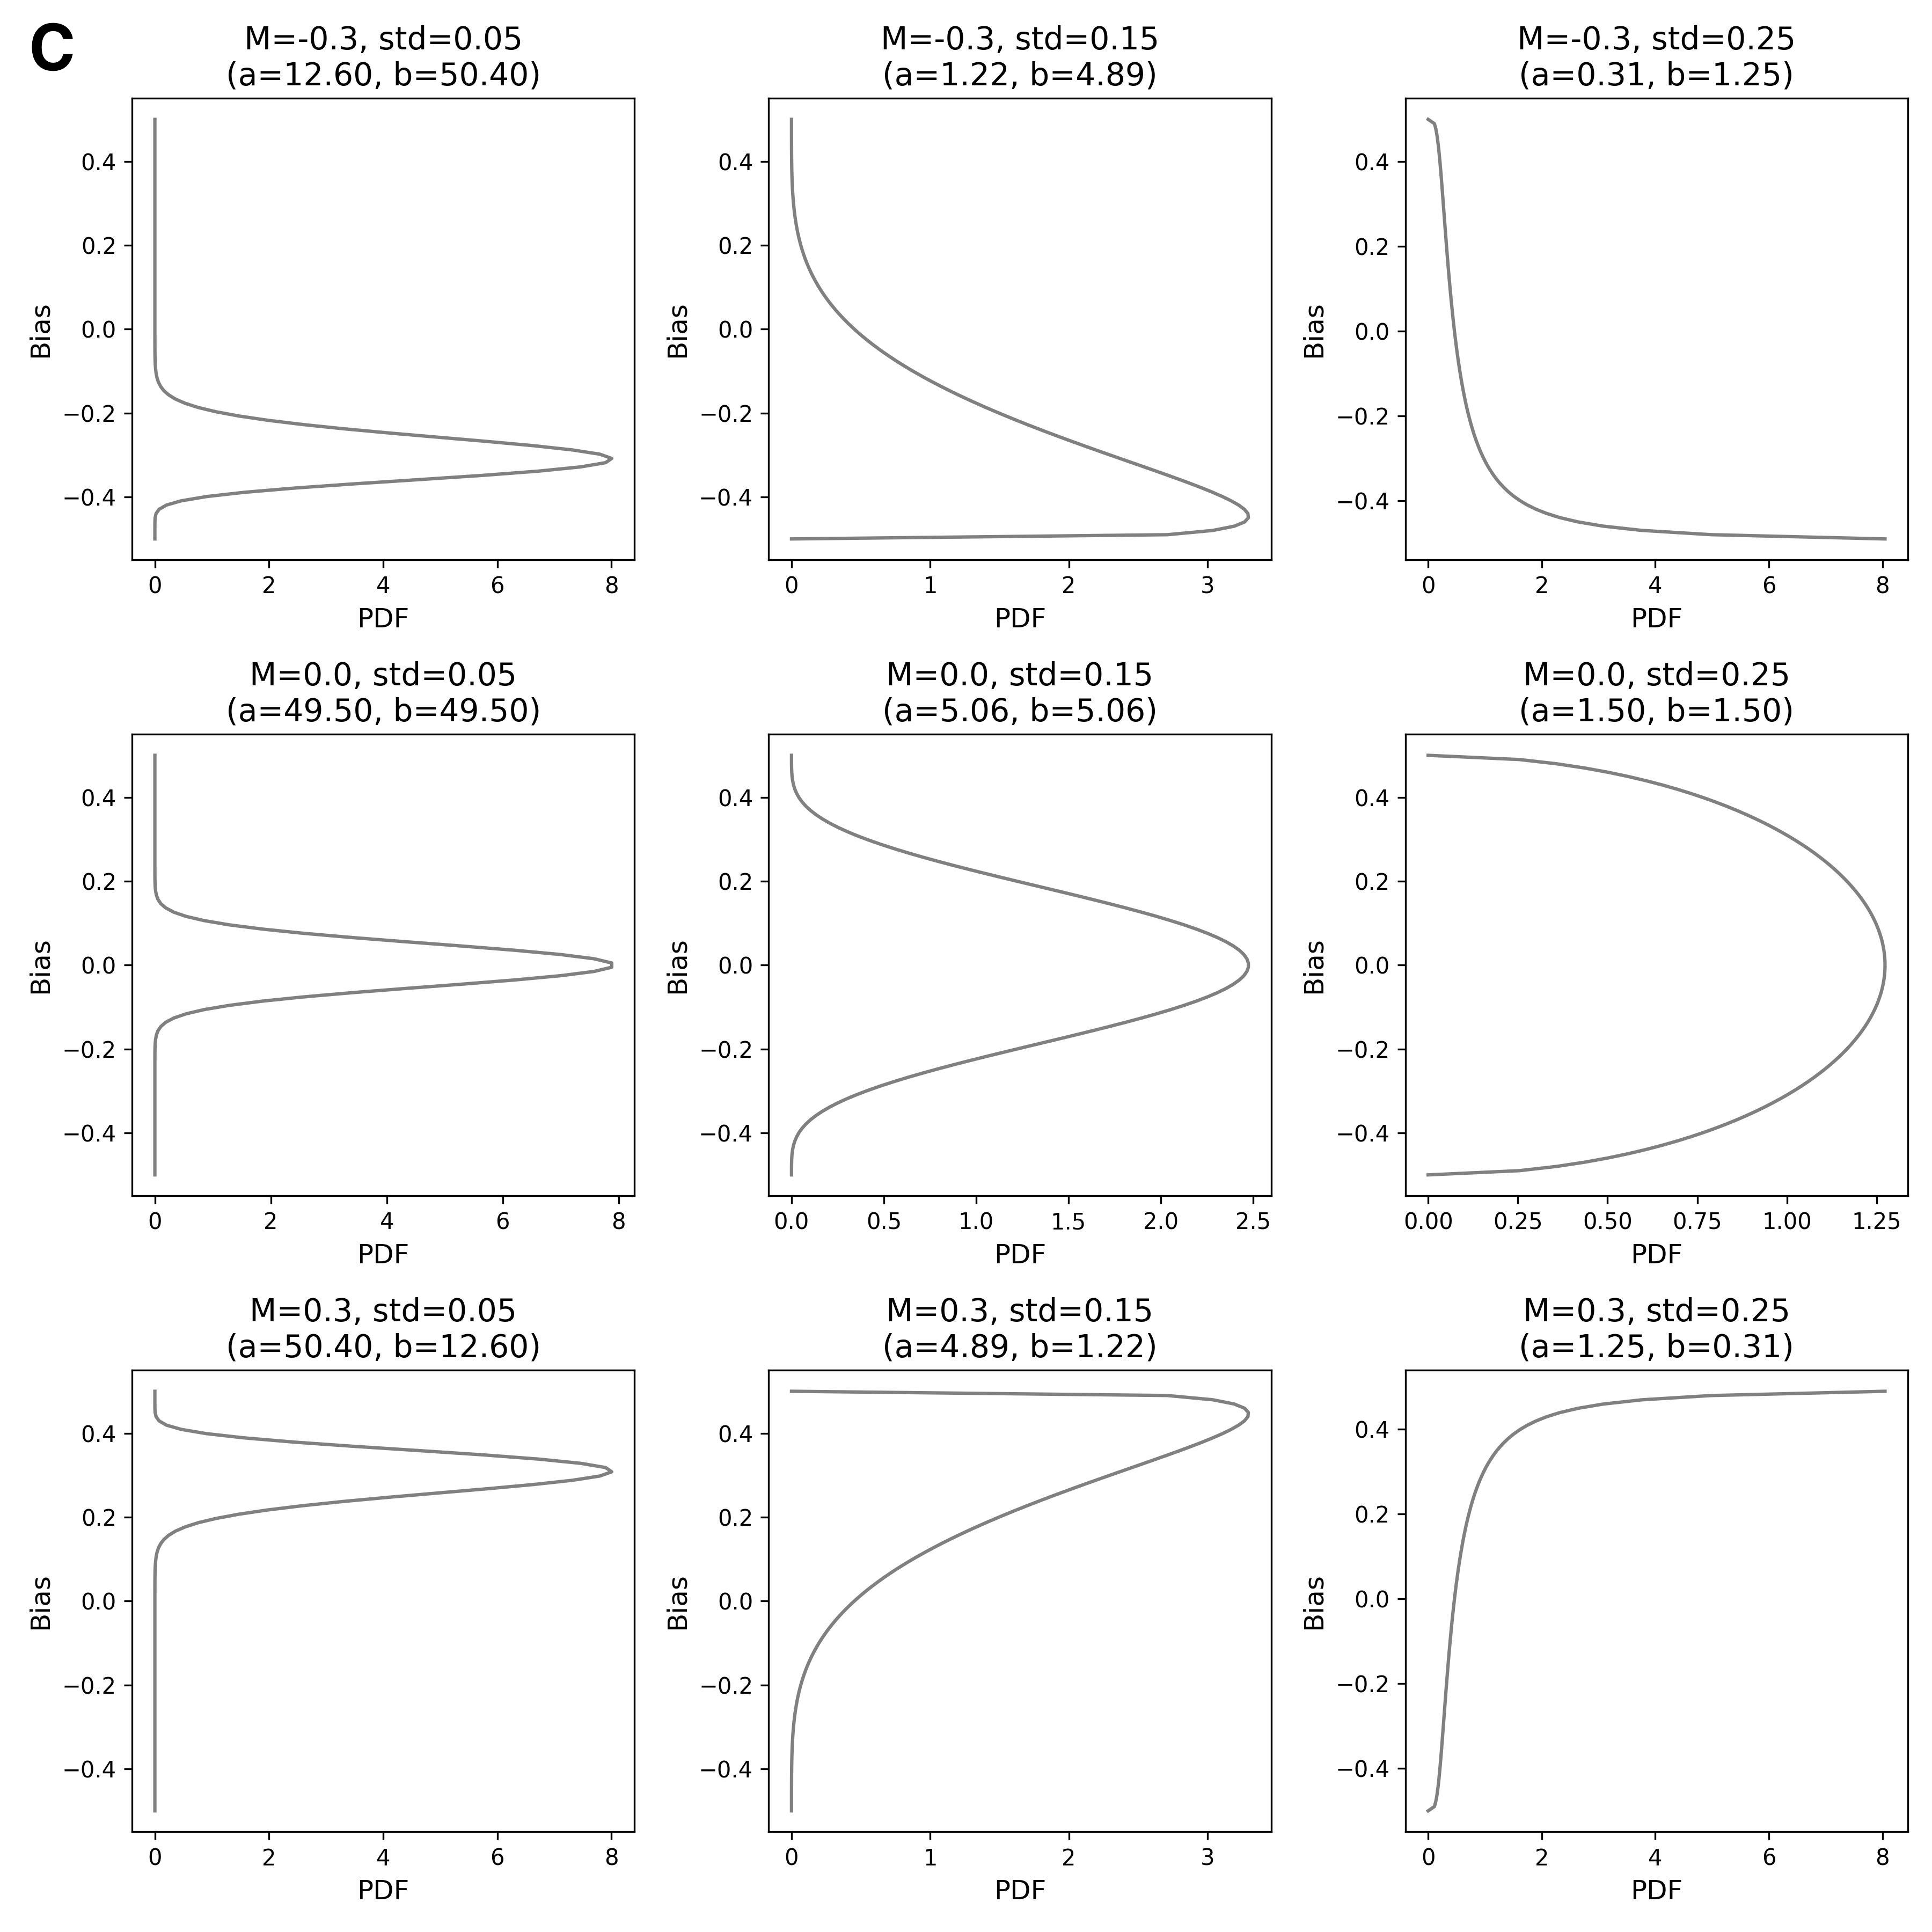 C
M=-0.3, std=0.05
(a=12.60, b=50.40)
0.4
0.2
0.0
−0.2
−0.4
Bias
0 2 4 6 8
PDF
M=-0.3, std=0.15
(a=1.22, b=4.89)
0.4
0.2
0.0
−0.2
−0.4
Bias
0 1 2 3
PDF
M=-0.3, std=0.25
(a=0.31, b=1.25)
0.4
0.2
0.0
−0.2
−0.4
Bias
0 2 4 6 8
PDF
M=0.0, std=0.05
(a=49.50, b=49.50)
0.4
0.2
0.0
−0.2
−0.4
Bias
0 2 4 6 8
PDF
M=0.0, std=0.15
(a=5.06, b=5.06)
0.4
0.2
0.0
−0.2
−0.4
Bias
0.0 0.5 1.0 1.5 2.0 2.5
PDF
M=0.0, std=0.25
(a=1.50, b=1.50)
0.4
0.2
0.0
−0.2
−0.4
Bias
0.00 0.25 0.50 0.75 1.00 1.25
PDF
M=0.3, std=0.05
(a=50.40, b=12.60)
0.4
0.2
0.0
−0.2
−0.4
Bias
0 2 4 6 8
PDF
M=0.3, std=0.15
(a=4.89, b=1.22)
0.4
0.2
0.0
−0.2
−0.4
Bias
0 1 2 3
PDF
M=0.3, std=0.25
(a=1.25, b=0.31)
0.4
0.2
0.0
−0.2
−0.4
Bias
0 2 4 6 8
PDF